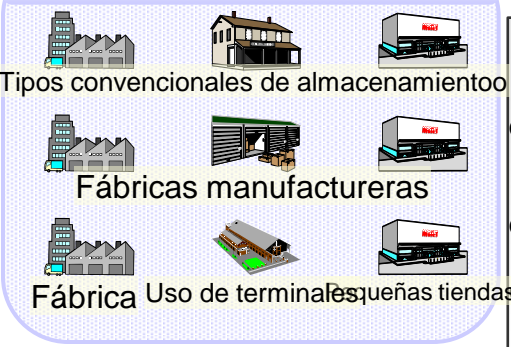 Tipos convencionales de almacenamientoo
Fábricas manufactureras
Fábrica Uso de terminales Pequeñas tiendas